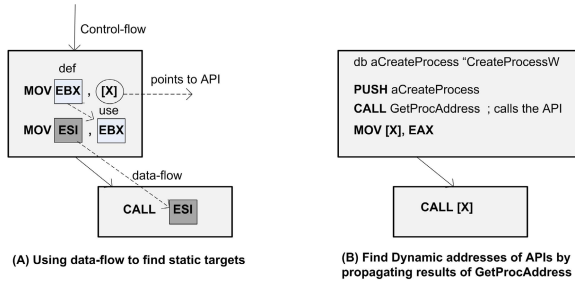 Control-flow
def
MOV EBX , [X]
points to API
use
MOV ESI , EBX
data-flow
CALL ESI
(A) Using data-flow to find static targets
db aCreateProcess “CreateProcessW
PUSH aCreateProcess
CALL GetProcAddress ; calls the API
MOV [X], EAX
CALL [X]
(B) Find Dynamic addresses of APIs by
propagating results of GetProcAddress